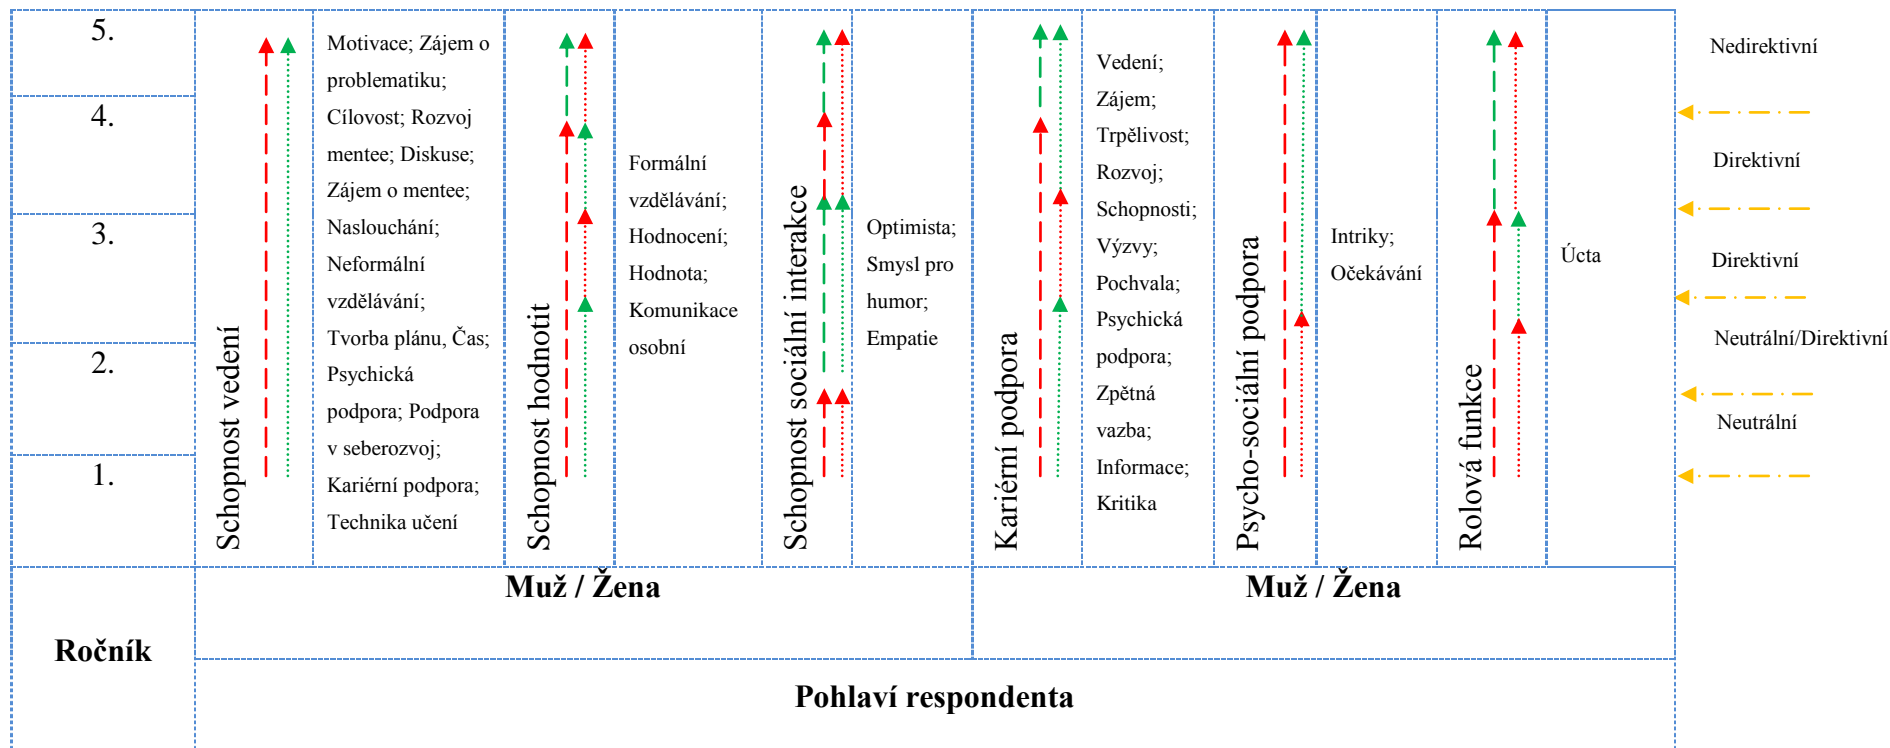 5.
4.
3.
2.
1.
Ročník
Schopnost vedení
Motivace; Zájem o
problematiku;
Cílovost; Rozvoj
mentee; Diskuse;
Zájem o mentee;
Naslouchání;
Neformální
vzdělávání;
Tvorba plánu, Čas;
Psychická
podpora; Podpora
v seberozvoj;
Kariérní podpora;
Technika učení
Schopnost hodnotit
Formální
vzdělávání;
Hodnocení;
Hodnota;
Komunikace
osobní
Schopnost sociální interakce
Optimista;
Smysl pro
humor;
Empatie
Kariérní podpora
Vedení;
Zájem;
Trpělivost;
Rozvoj;
Schopnosti;
Výzvy;
Pochvala;
Psychická
podpora;
Zpětná
vazba;
Informace;
Kritika
Psycho-sociální podpora
Intriky;
Očekávání
Rolová funkce
Úcta
Nedirektivní
Direktivní
Direktivní
Neutrální/Direktivní
Neutrální
Muž / Žena
Muž / Žena
Pohlaví respondenta